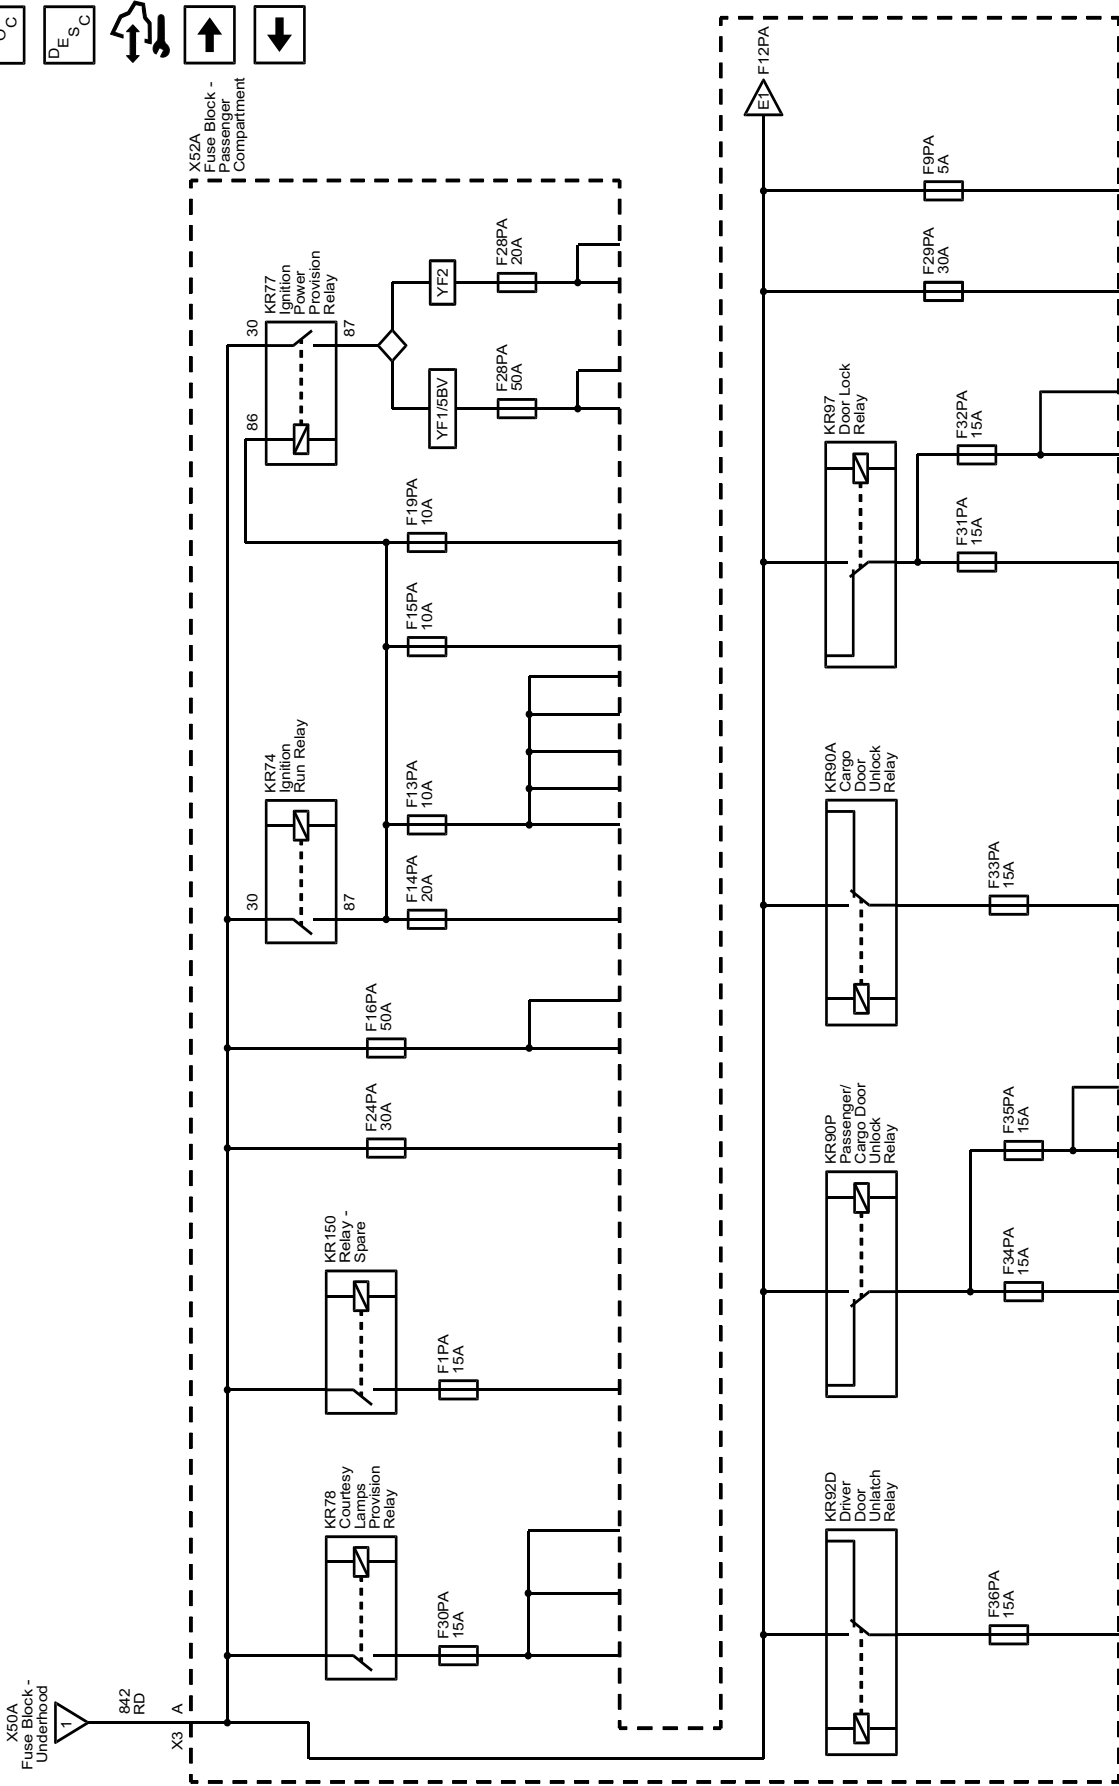 O C
D E S C
X50A
Fuse Block -
Underhood
1
842
RD
X3
A
X52A
Fuse Block -
Passenger
Compartment
KR78
Courtesy
Lamps
Provision
Relay
F30PA
15A
KR150
Relay -
Spare
F1PA
15A
F24PA
30A
F16PA
50A
KR74
Ignition
Run Relay
30
87
F14PA
20A
F13PA
10A
F15PA
10A
F19PA
10A
KR77
Ignition
Power
Provision
Relay
86
30
87
YF1/5BV
YF2
F28PA
50A
F28PA
20A
E1
F12PA
KR92D
Driver
Door
Unlatch
Relay
F36PA
15A
KR90P
Passenger/
Cargo Door
Unlock
Relay
F34PA
15A
F35PA
15A
KR90A
Cargo
Door
Unlock
Relay
F33PA
15A
KR97
Door Lock
Relay
F31PA
15A
F32PA
15A
F29PA
30A
F9PA
5A